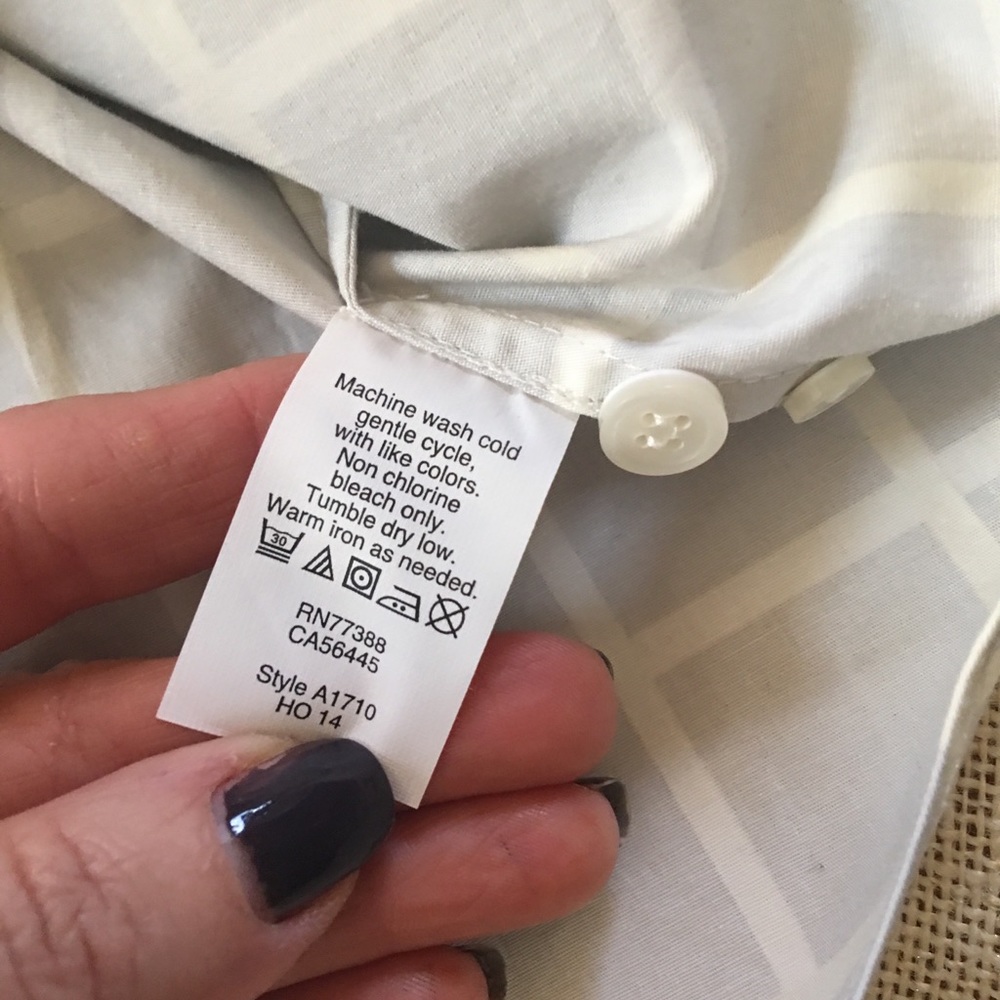 Machine wash cold
gentle cycle,
with like colors.
Non chlorine
bleach only.
Tumble dry low.
Warm iron as needed.
30
RN77388
CA56445
Style A1710
HO 14